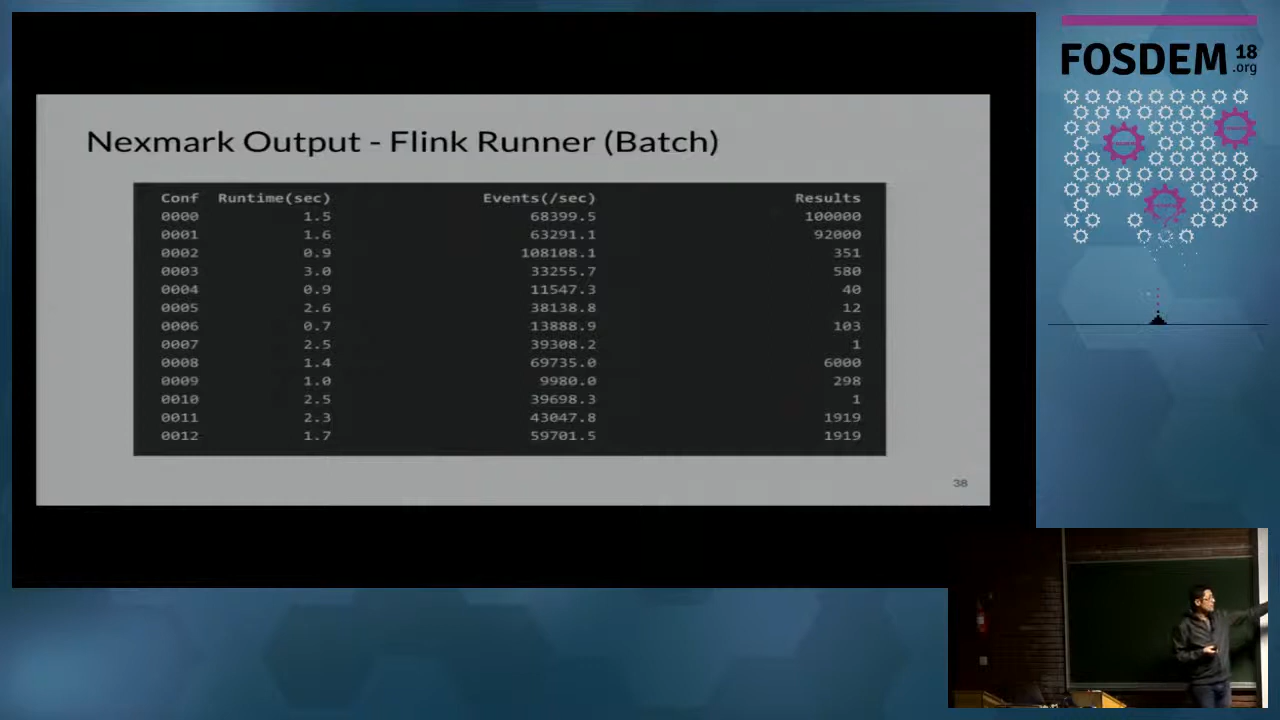 FOSDEM 18
.org
Nexmark Output - Flink Runner (Batch)
Conf Runtime(sec) Events(/sec) Results
0000 1.5 68399.5 100000
0001 1.6 63291.1 92000
0002 0.9 108108.1 351
0003 3.0 33255.7 580
0004 0.9 11547.3 40
0005 2.6 38138.8 12
0006 0.7 13888.9 103
0007 2.5 39308.2 1
0008 1.4 69735.0 6000
0009 1.0 9980.0 298
0010 2.5 39698.3 1
0011 2.3 43047.8 1919
0012 1.7 59701.5 1919
38